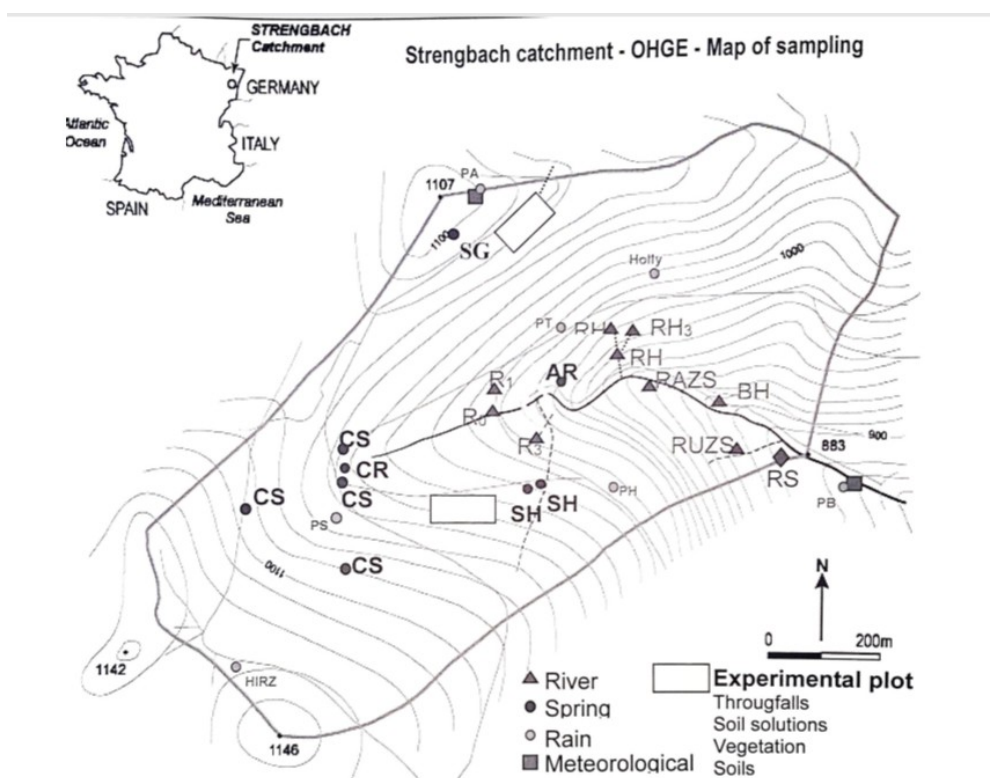 STRENGBACH
Catchment
Strengbach catchment - OHGE - Map of sampling
GERMANY
Atlantic
Ocean
ITALY
SPAIN
Mediterranean
Sea
1107
PA
1100
SG
Holfy
1000
PT
RH
RH3
RH
R1
AR
RAZS
BH
R3
RUZS
883
900
RS
PB
CS
CR
CS
CS
PS
SH
SH
PH
CS
1100
1142
HIRZ
1146
N
0
200m
River
Spring
Rain
Meteorological
Experimental plot
Througfalls
Soil solutions
Vegetation
Soils